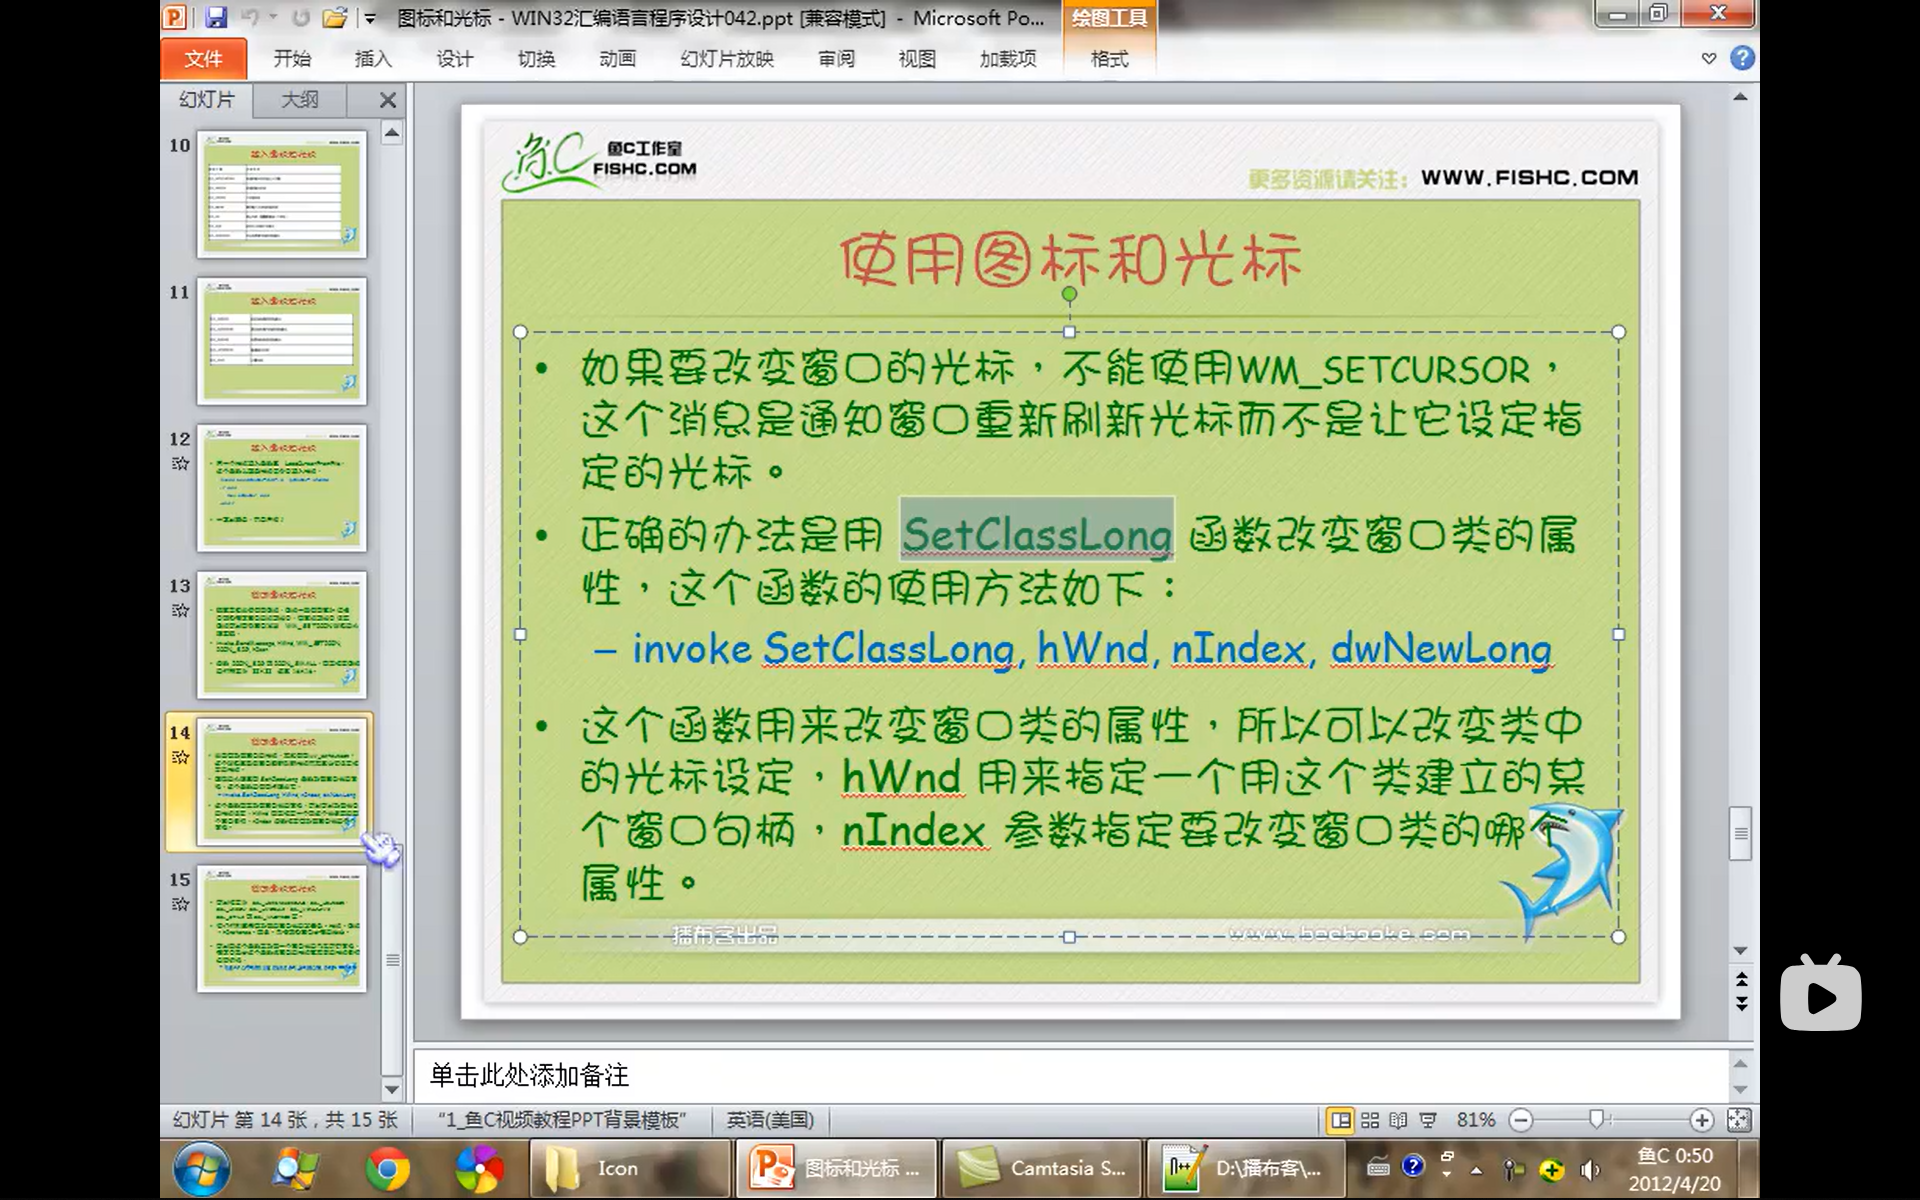 图标和光标 - WIN32汇编语言程序设计042.ppt [兼容模式] - Microsoft Po...
绘图工具
文件 开始 插入 设计 切换 动画 幻灯片放映 审阅 视图 加载项 格式
幻灯片 大纲
10
11
12
13
14
15
鱼C工作室
FISHC.COM
更多资源请关注: WWW.FISHC.COM
使用图标和光标
• 如果要改变窗口的光标，不能使用WM_SETCURSOR，
这个消息是通知窗口重新刷新光标而不是让它设定指
定的光标。
• 正确的办法是用 SetClassLong 函数改变窗口类的属
性，这个函数的使用方法如下：
– invoke SetClassLong, hWnd, nIndex, dwNewLong
• 这个函数用来改变窗口类的属性，所以可以改变类中
的光标设定，hWnd 用来指定一个用这个类建立的某
个窗口句柄，nIndex 参数指定要改变窗口类的哪个
属性。
播布客出品 www.boobooke.com
单击此处添加备注
幻灯片 第 14 张，共 15 张 “1_鱼C视频教程PPT背景模板” 英语(美国) 81%
Icon 图标和光标 ... Camtasia S... D:\播布客\... 鱼C 0:50
2012/4/20